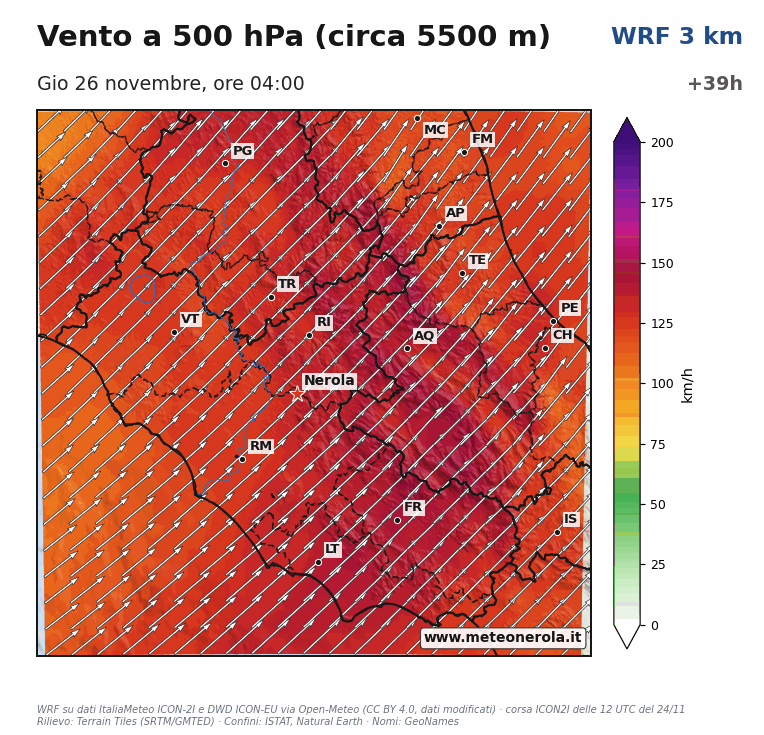 Vento a 500 hPa (circa 5500 m)
WRF 3 km
Gio 26 novembre, ore 04:00
+39h
MC
FM
PG
AP
TE
TR
PE
VT
RI
AQ
CH
Nerola
RM
FR
IS
LT
www.meteonerola.it
200
175
150
125
100
75
50
25
0
km/h
WRF su dati ItaliaMeteo ICON-2I e DWD ICON-EU via Open-Meteo (CC BY 4.0, dati modificati) · corsa ICON2I delle 12 UTC del 24/11
Rilievo: Terrain Tiles (SRTM/GMTED) · Confini: ISTAT, Natural Earth · Nomi: GeoNames